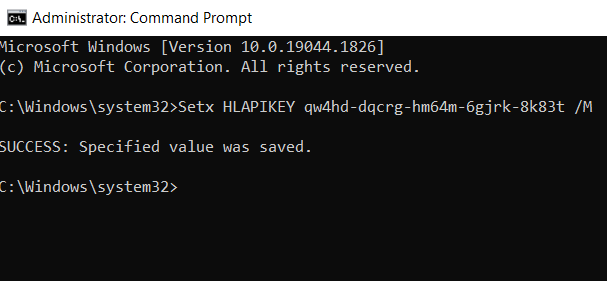 Administrator: Command Prompt
Microsoft Windows [Version 10.0.19044.1826]
(c) Microsoft Corporation. All rights reserved.
C:\Windows\system32>Setx HLAPIKEY qw4hd-dqcrg-hm64m-6gjrk-8k83t /M
SUCCESS: Specified value was saved.
C:\Windows\system32>